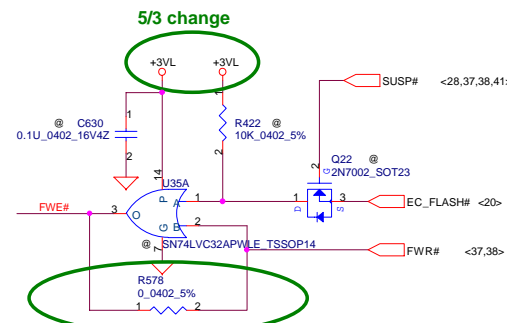 5/3 change
+3VL
+3VL
SUSP# <28,37,38,41>
1
@ C630
0.1U_0402_16V4Z
1
2
@
R422
10K_0402_5%
2
Q22 @
2N7002_SOT23
2
G
14
U35A
P
A
1
1
D
S
3
EC_FLASH# <20>
FWE#
3
O
G
B
2
7
@
SN74LVC32APWLE_TSSOP14
FWR# <37,38>
R578
0_0402_5%
1
2